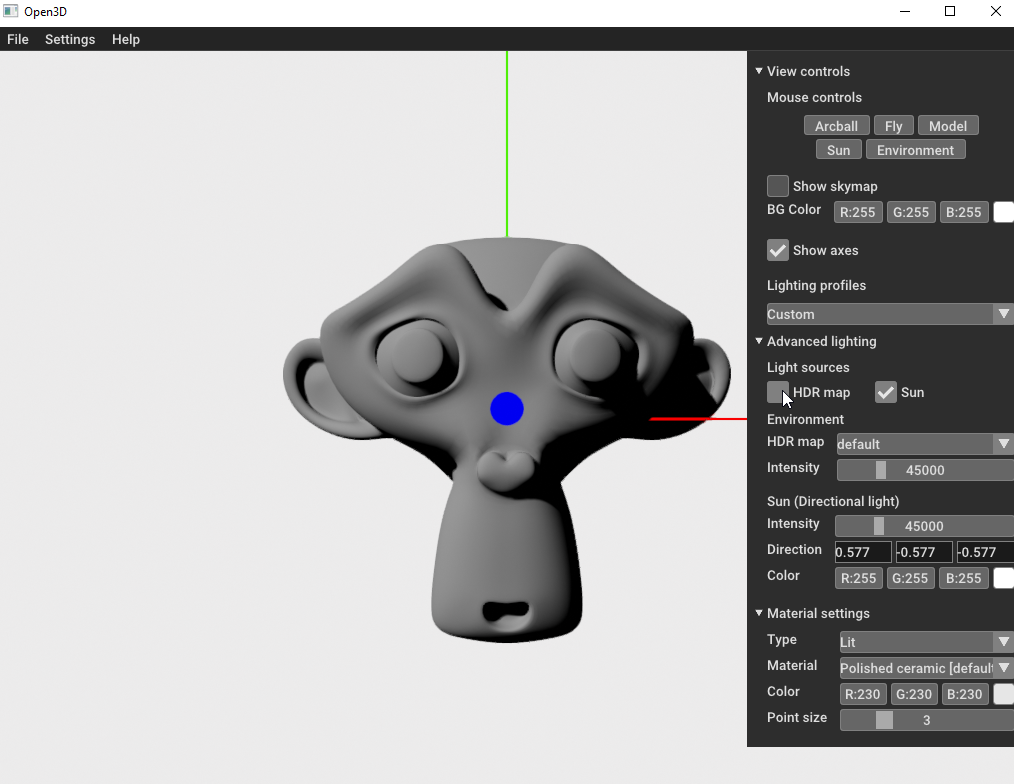 Open3D
File Settings Help
View controls
Mouse controls
Arcball Fly Model
Sun Environment
Show skymap
BG Color R:255 G:255 B:255
Show axes
Lighting profiles
Custom
Advanced lighting
Light sources
HDR map Sun
Environment
HDR map default
Intensity 45000
Sun (Directional light)
Intensity 45000
Direction 0.577 -0.577 -0.577
Color R:255 G:255 B:255
Material settings
Type Lit
Material Polished ceramic [default
Color R:230 G:230 B:230
Point size 3